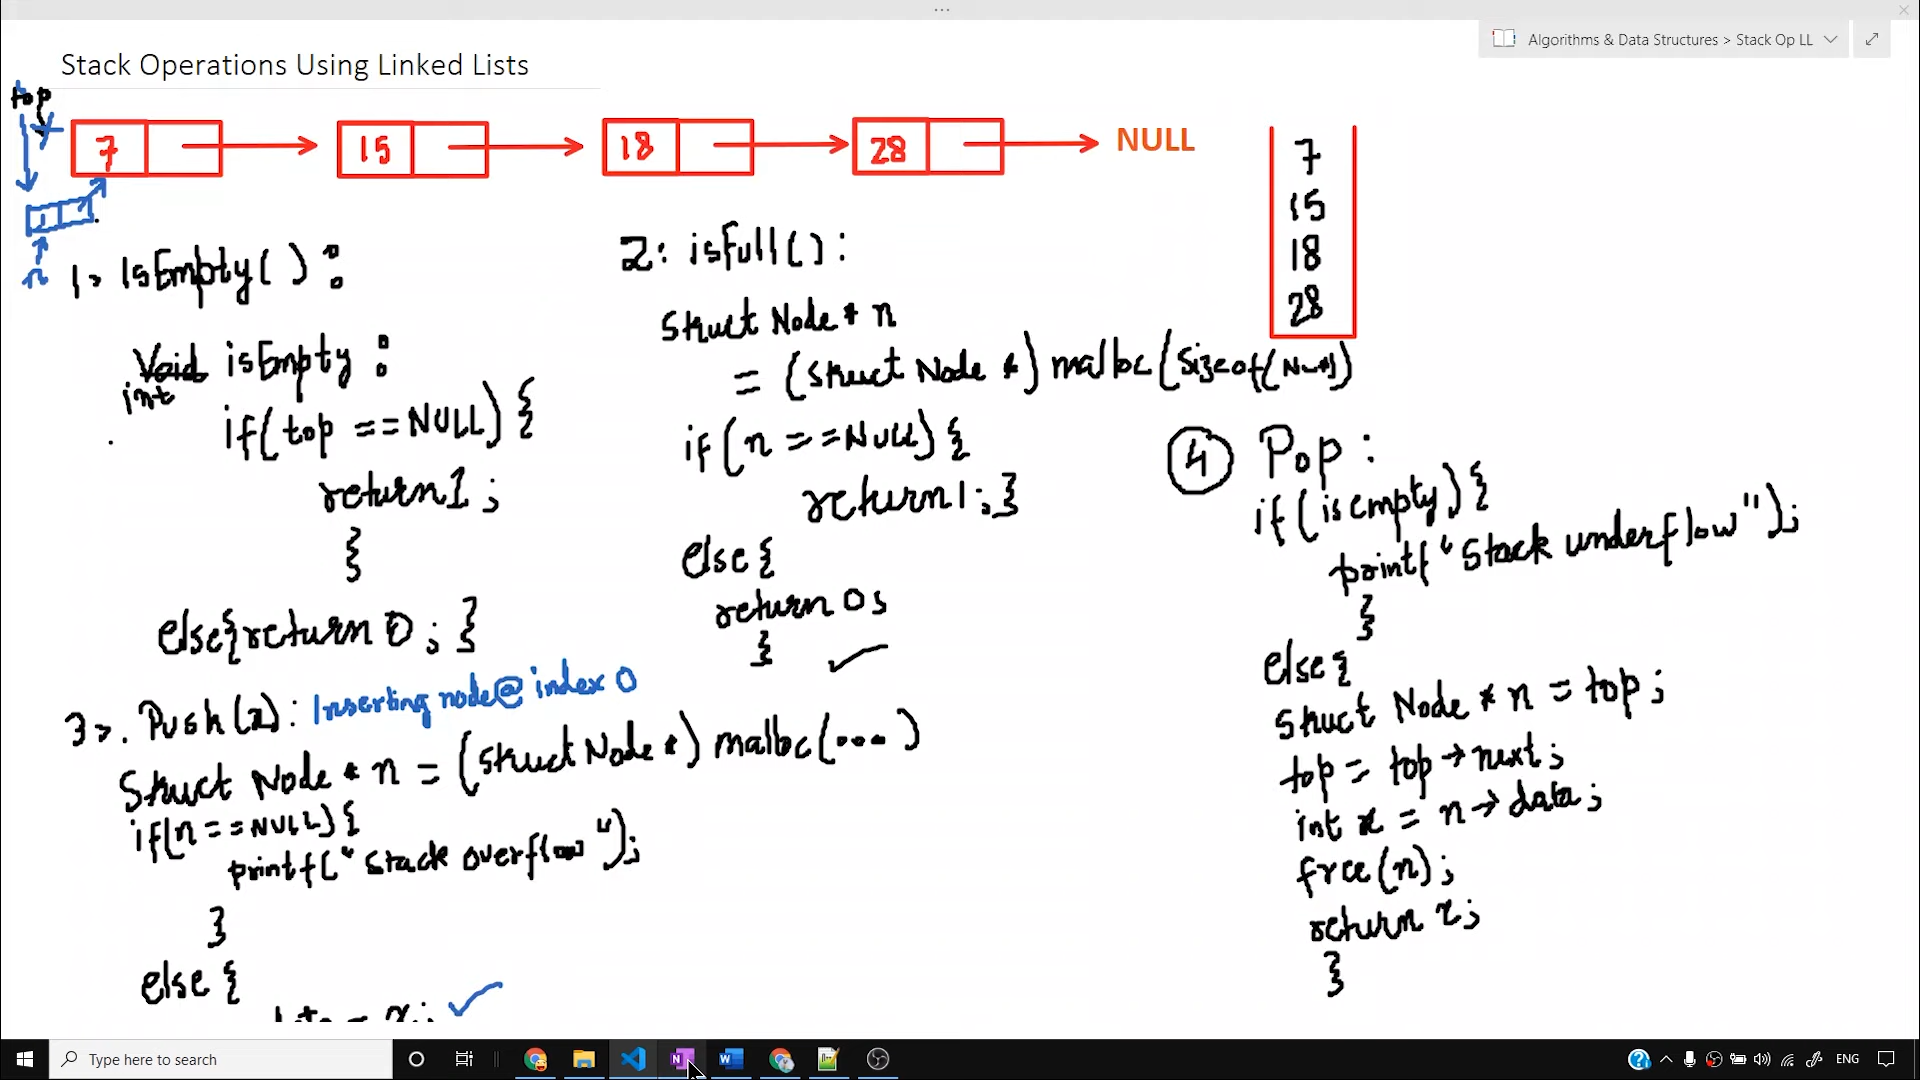 Algorithms & Data Structures > Stack Op LL
Stack Operations Using Linked Lists
top
7
15
18
28
NULL
7
15
18
28
n
1> IsEmpty( ) :
Void isEmpty :
int
if(top ==NULL) {
return 1 ;
}
else{return 0 ; }
2: isfull( ) :
Struct Node * n
= (Struct Node *) malloc(Sizeof(
if (n ==NULL) {
return 1 ; }
else {
return 0 ;
}
3>. Push(x) : Inserting node@ index 0
Struct Node * n = (Struct Node *) malloc(....)
if(n ==NULL) {
printf("Stack overflow");
}
else {
data = x;
4 Pop :
if(isempty) {
printf "Stack underflow");
}
else {
Struct Node * n = top ;
top = top → next ;
int x = n → data ;
free(n) ;
return x;
}
Type here to search
ENG